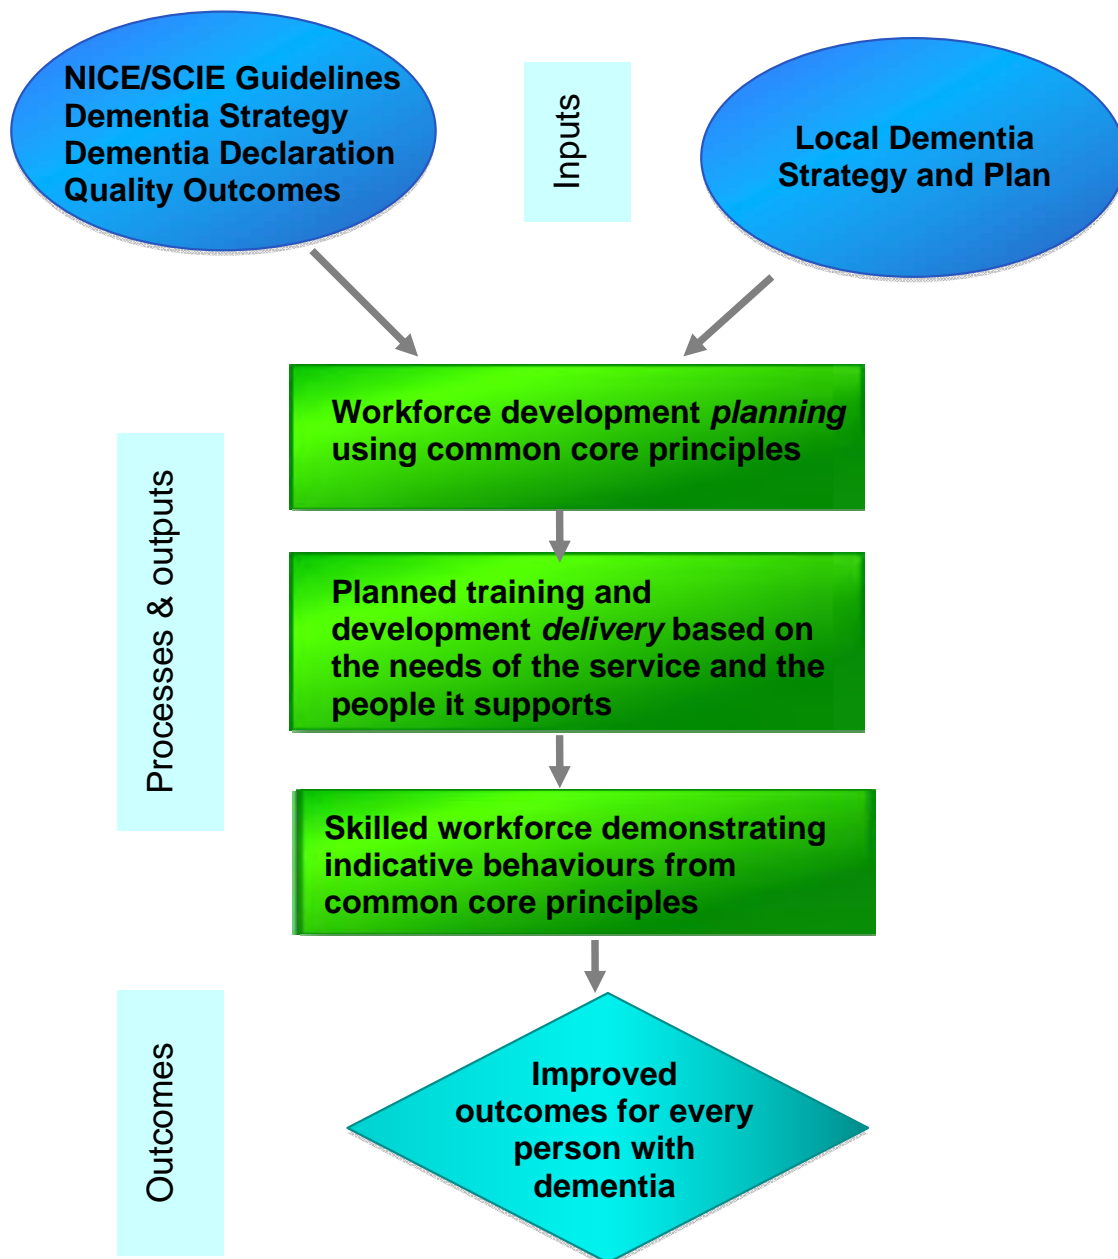 NICE/SCIE Guidelines
Dementia Strategy
Dementia Declaration
Quality Outcomes
Inputs
Local Dementia
Strategy and Plan
Processes & outputs
Workforce development planning
using common core principles
Planned training and
development delivery based on
the needs of the service and the
people it supports
Skilled workforce demonstrating
indicative behaviours from
common core principles
Outcomes
Improved
outcomes for every
person with
dementia